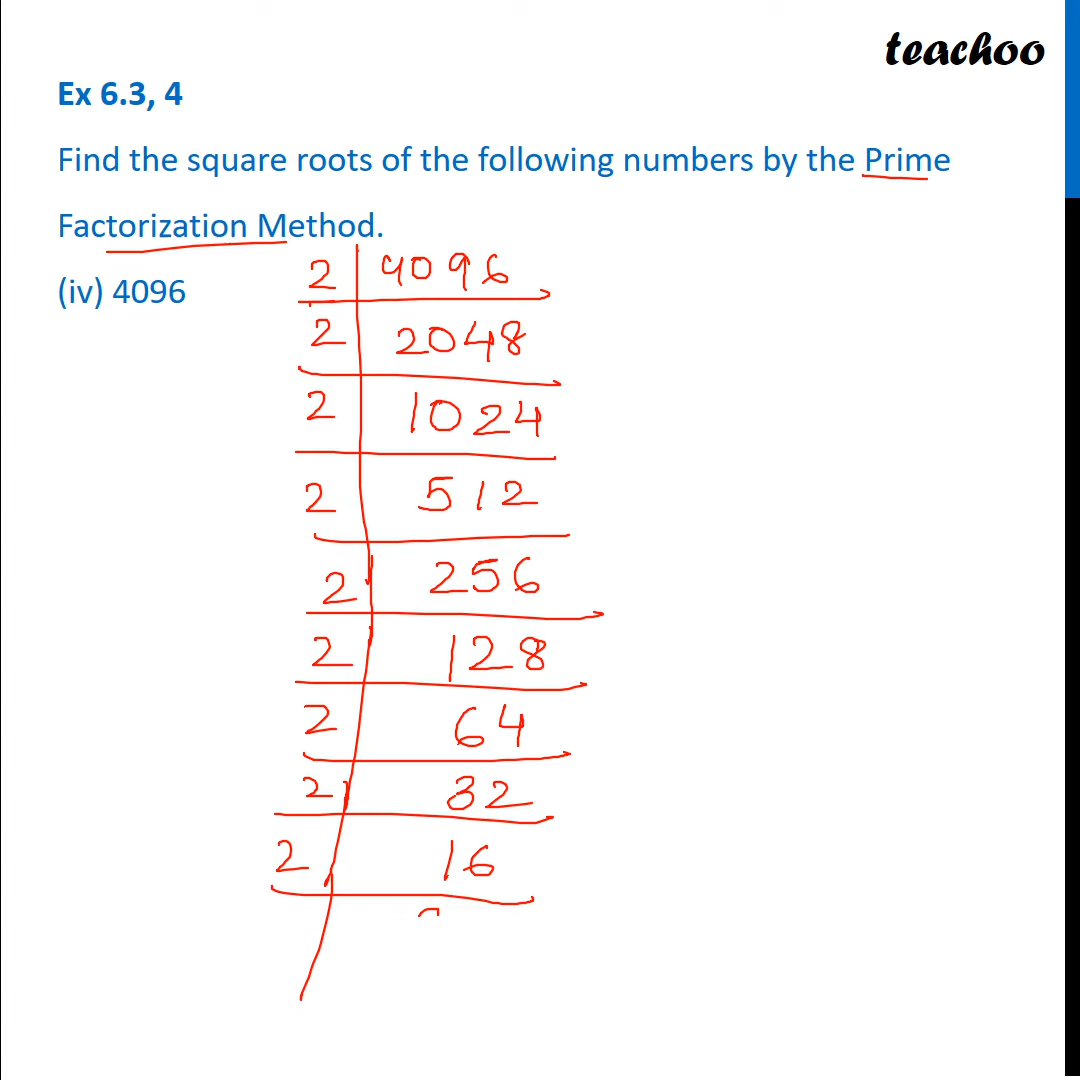 teachoo
Ex 6.3, 4
Find the square roots of the following numbers by the Prime
Factorization Method.
(iv) 4096
2 4096
2 2048
2 1024
2 512
2 256
2 128
2 64
2 32
2 16